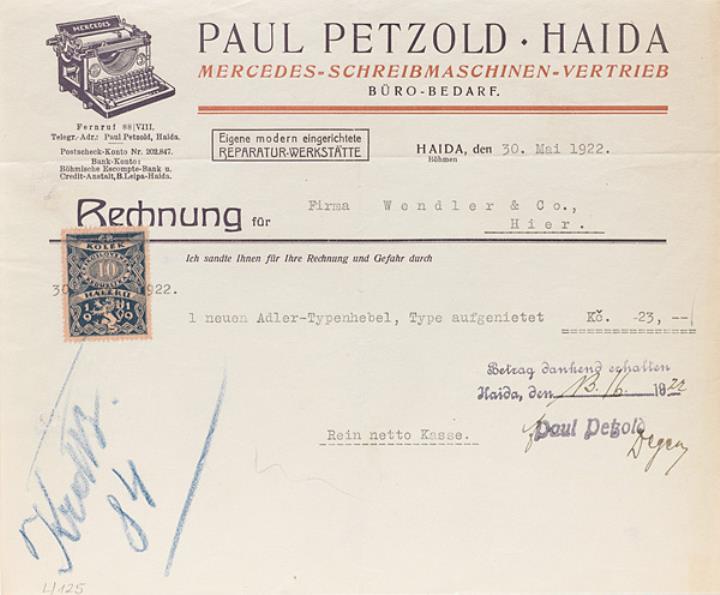 MERCEDES
PAUL PETZOLD · HAIDA
MERCEDES-SCHREIBMASCHINEN-VERTRIEB
BÜRO-BEDARF.
Fernruf 88|VIII.
Telegr.-Adr.: Paul Petzold, Haida.
Postscheck-Konto Nr. 202.847.
Bank-Konto:
Böhmische Escompte-Bank u.
Credit-Anstalt, B.Leipa-Haida.
Eigene modern eingerichtete
REPARATUR-WERKSTÄTTE
HAIDA, den 30. Mai 1922.
Böhmen
Rechnung für Firma Wendler & Co.,
Hier.
KOLEK
10
HALÉŘŮ
1919
Ich sandte Ihnen für Ihre Rechnung und Gefahr durch
30 1922.
1 neuen Adler-Typenhebel, Type aufgenietet Kč. -23,--
Betrag dankend erhalten
Haida, den 13./6. 1922
Paul Petzold
Rein netto Kasse.
84
L/125